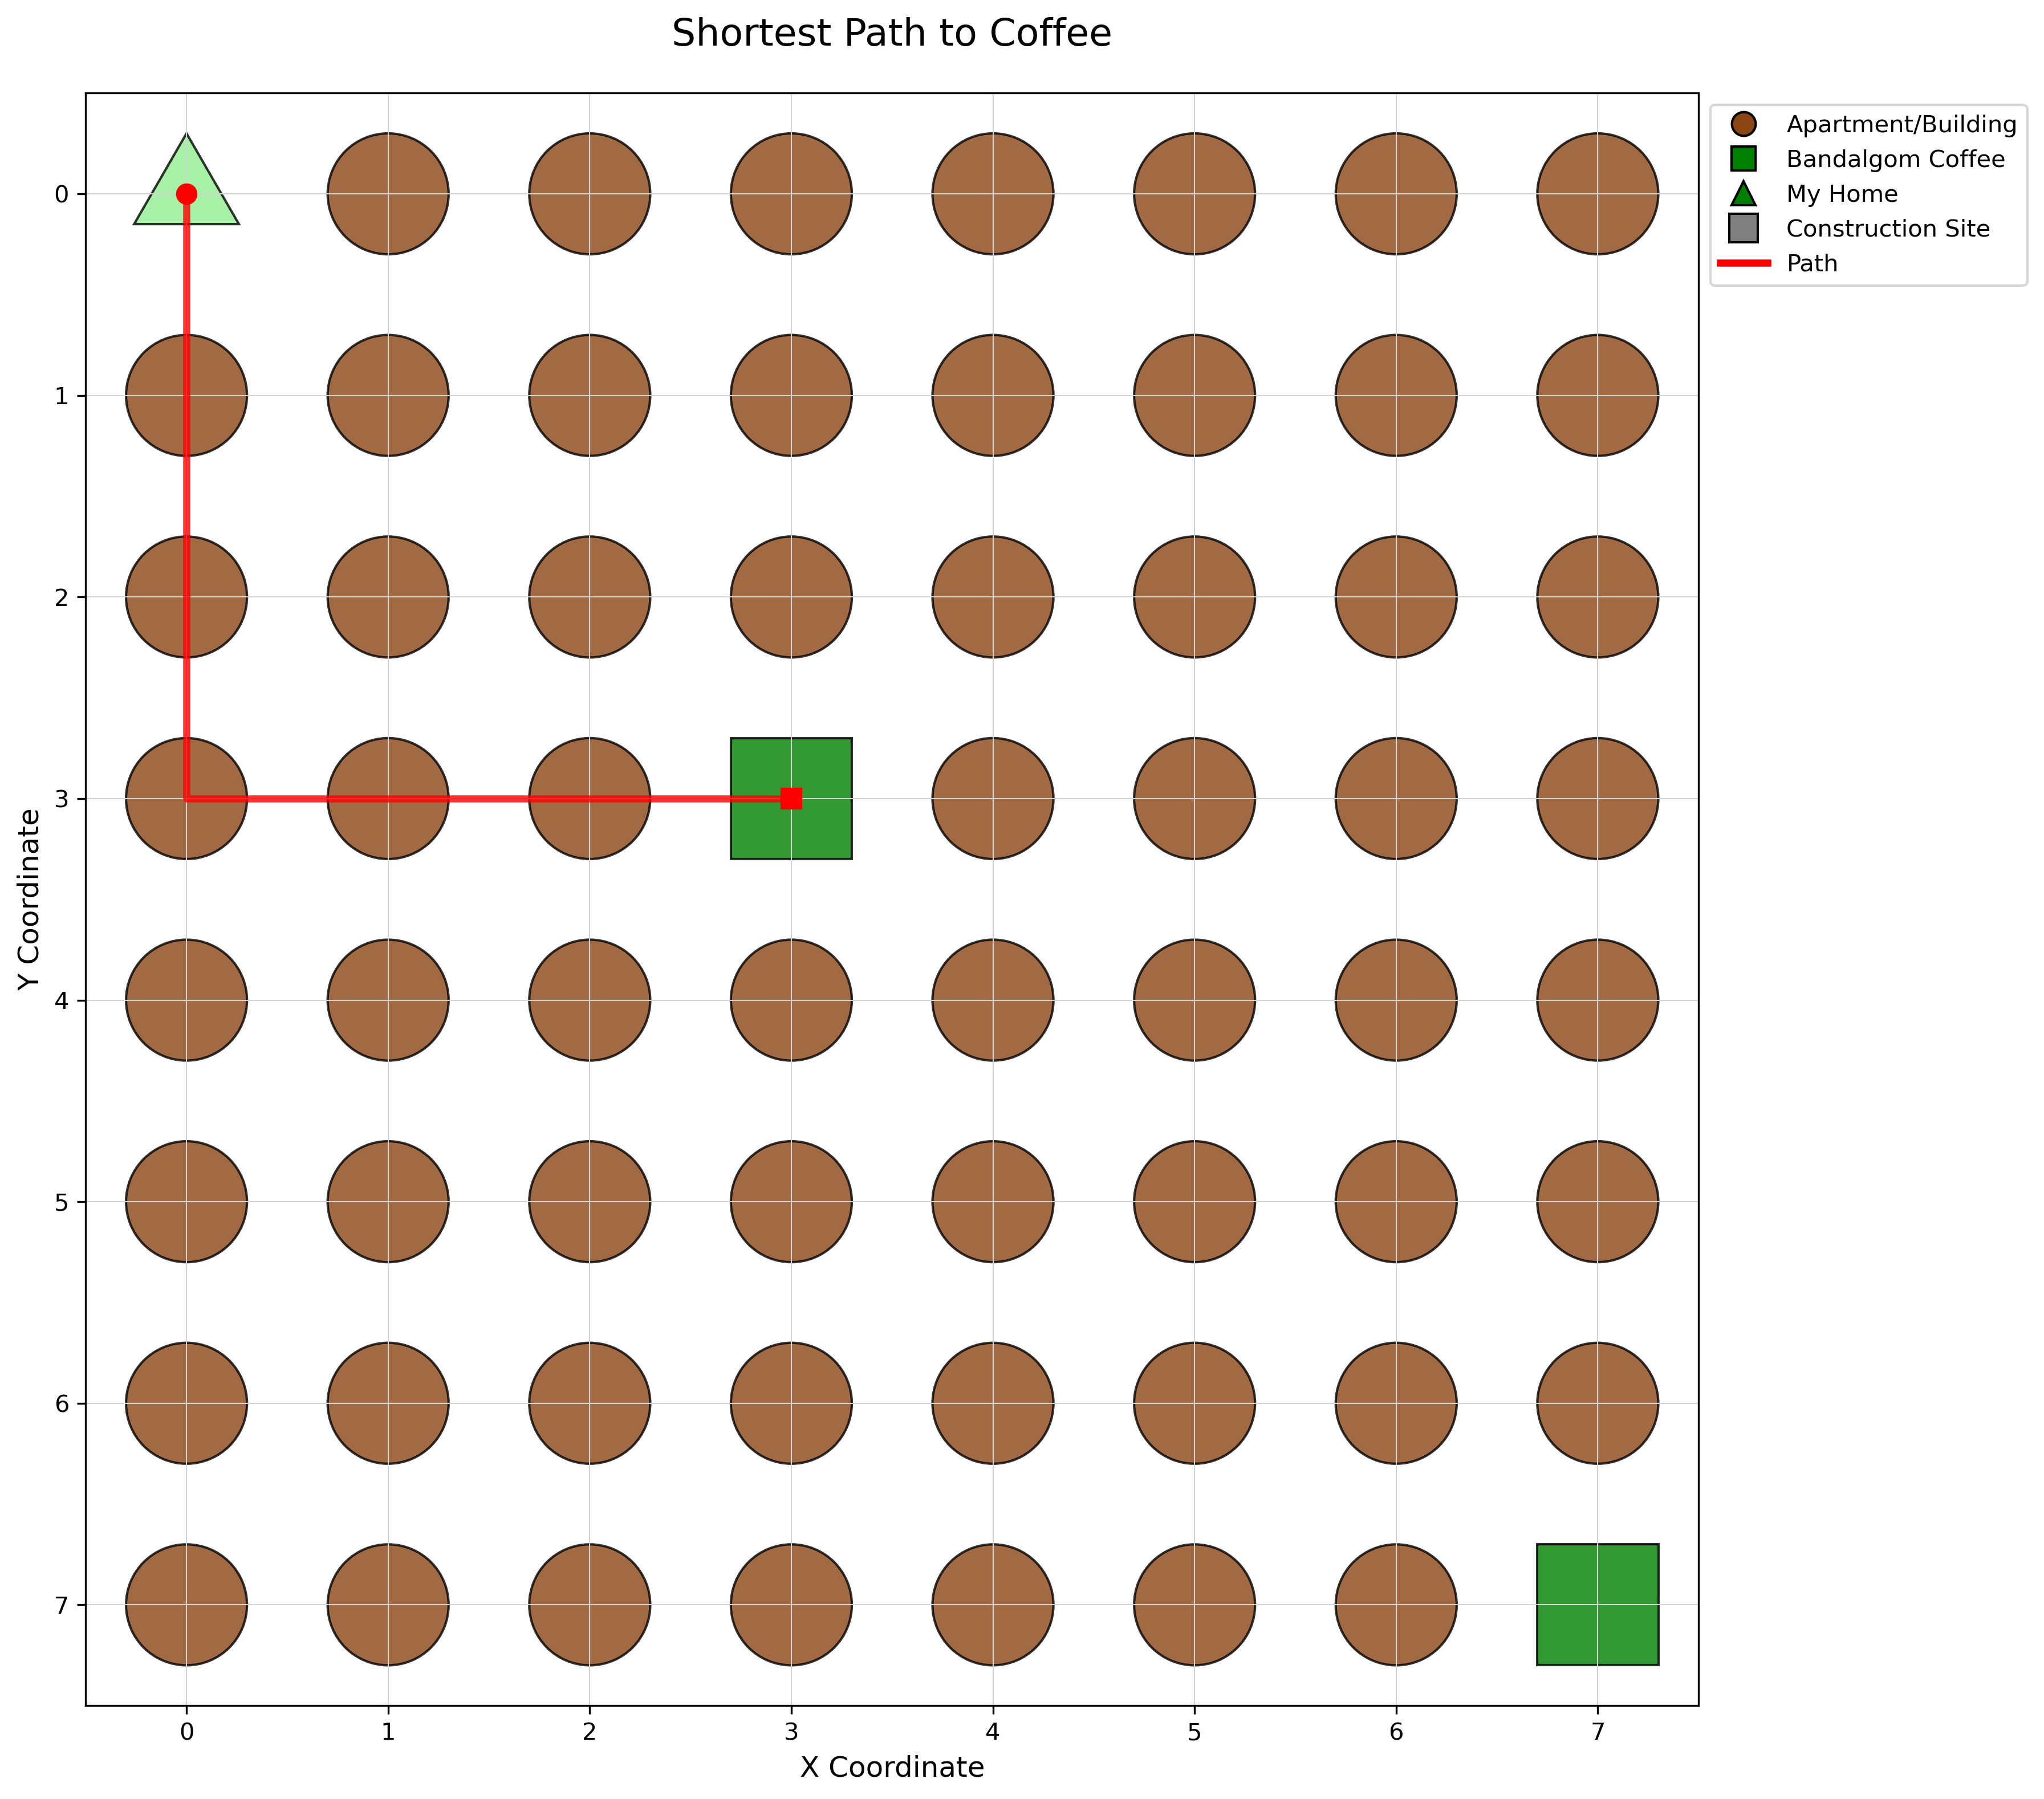 Shortest Path to Coffee
Apartment/Building
Bandalgom Coffee
My Home
Construction Site
Path
Y Coordinate
0
1
2
3
4
5
6
7
0 1 2 3 4 5 6 7
X Coordinate